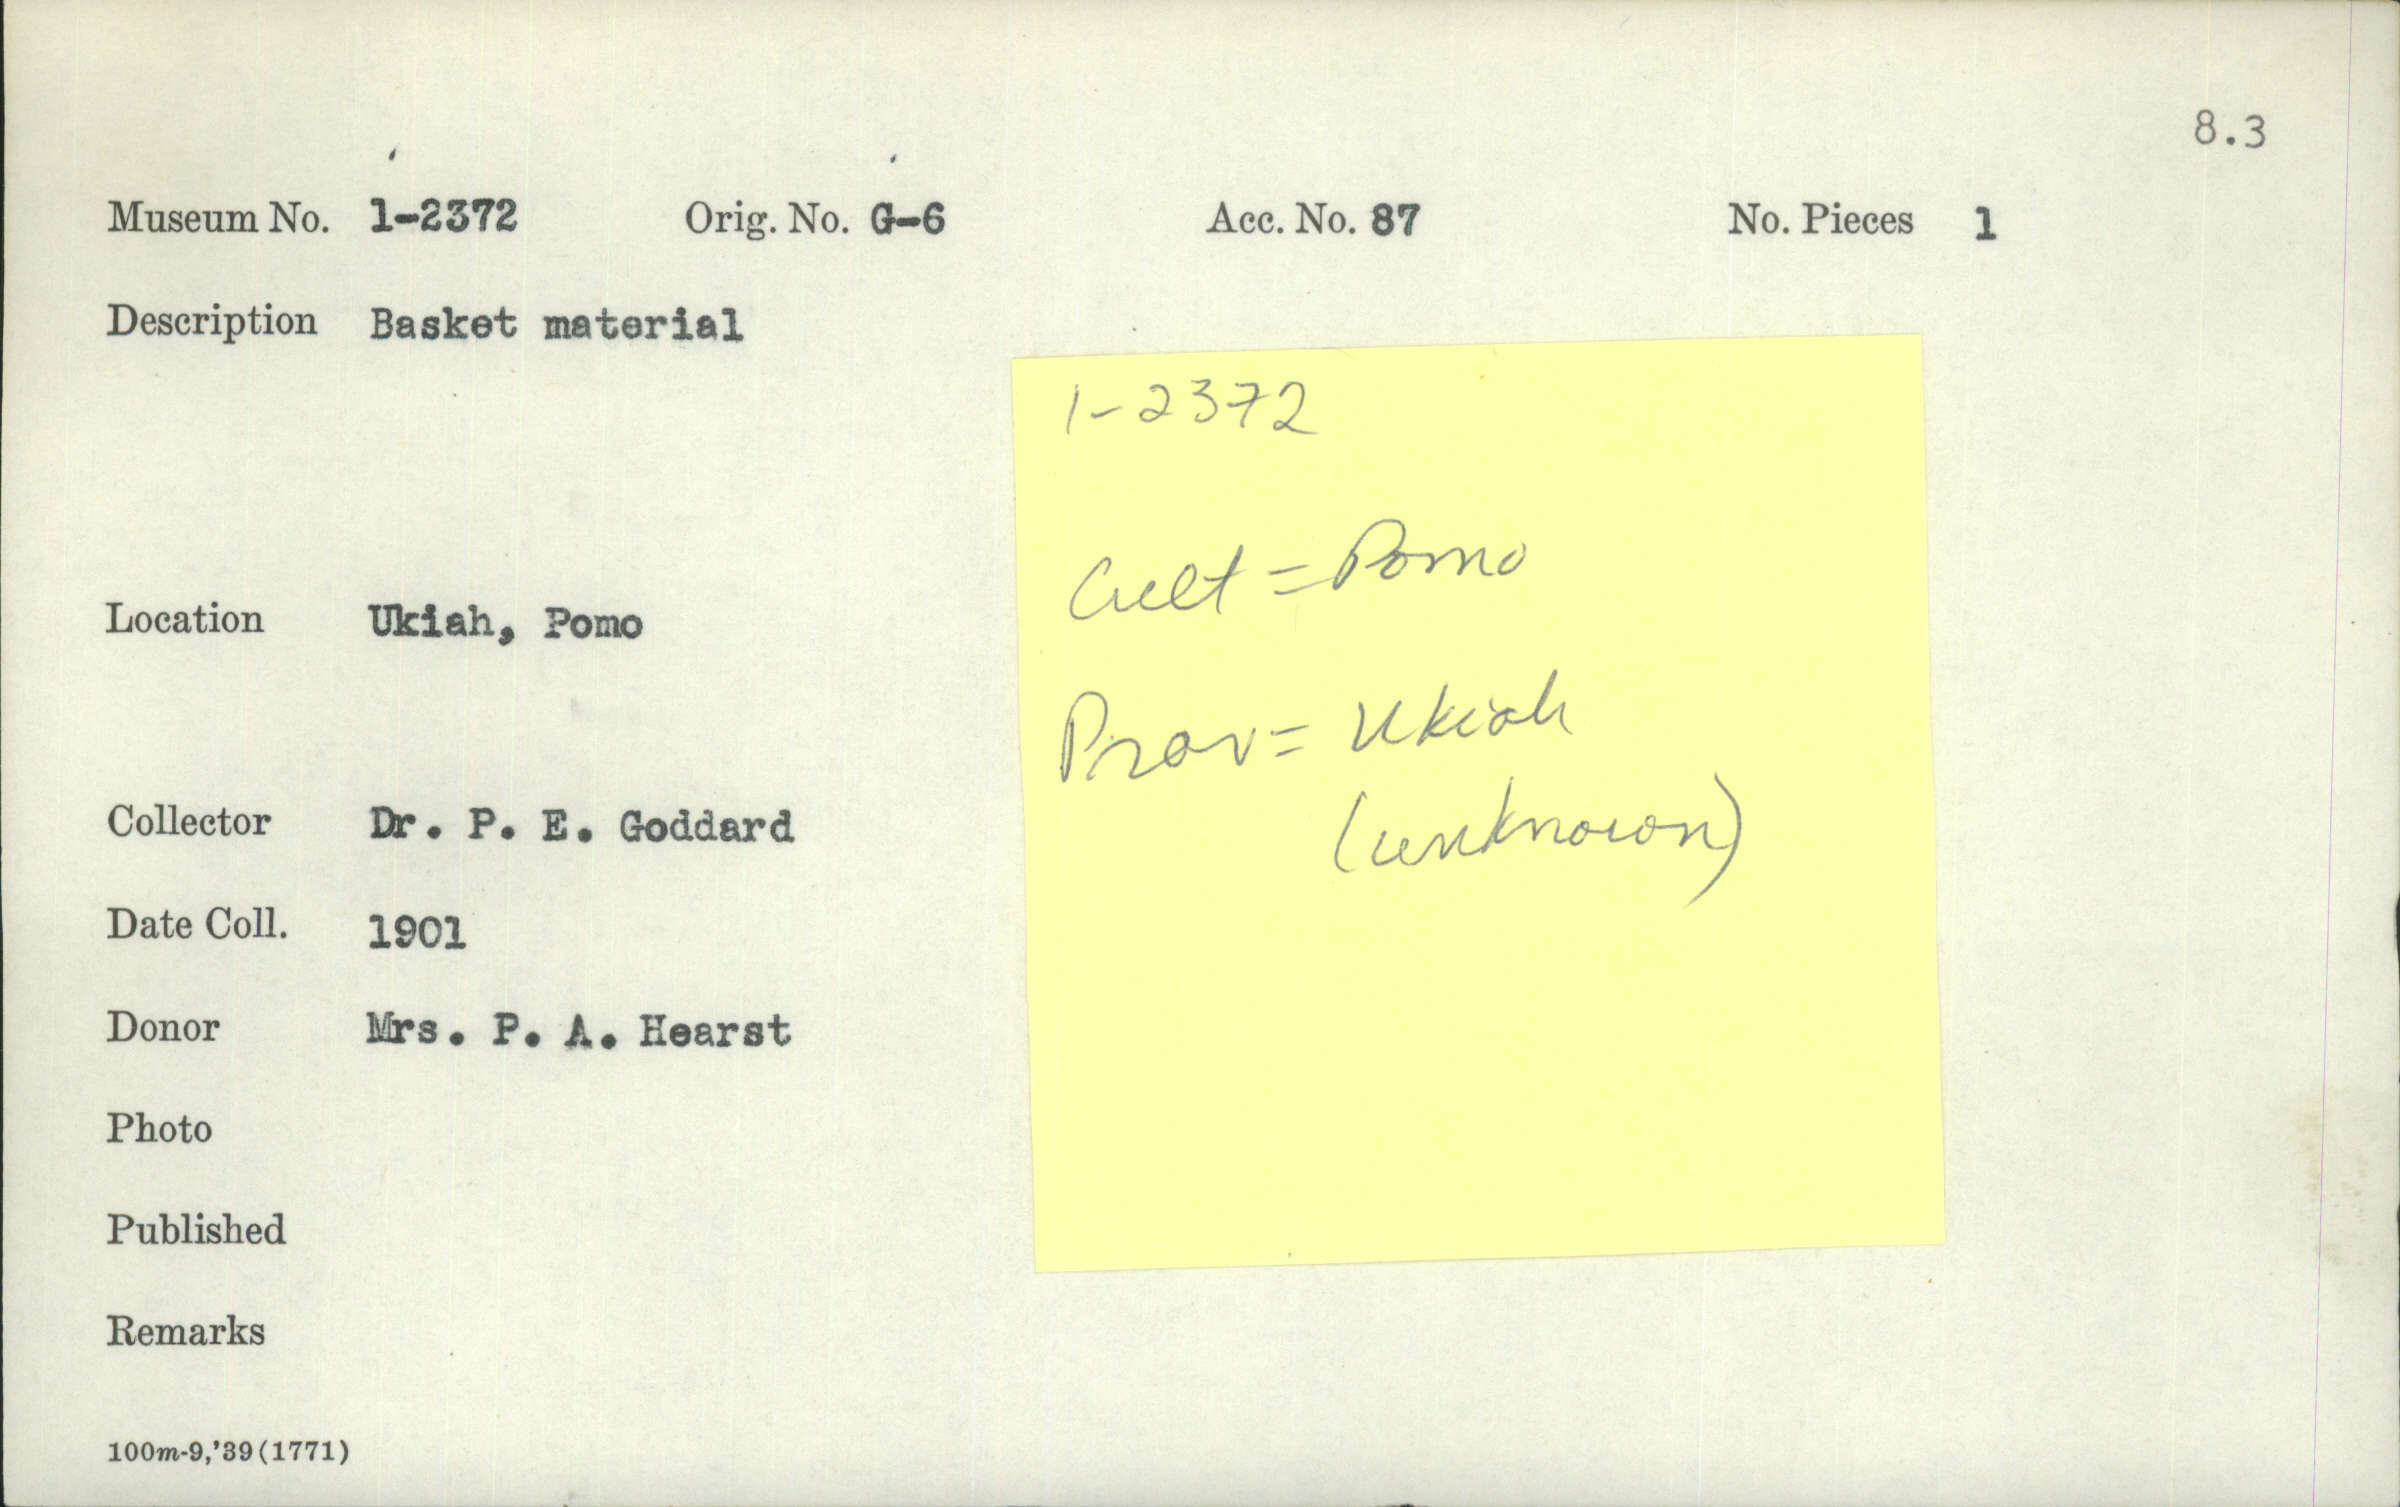 8.3
Museum No. 1-2372 Orig. No. G-6 Acc. No. 87 No. Pieces 1
Description Basket material
1-2372
Cult = Pomo
Prov = Ukiah
(unknown)
Location Ukiah, Pomo
Collector Dr. P. E. Goddard
Date Coll. 1901
Donor Mrs. P. A. Hearst
Photo
Published
Remarks
100m-9,'39(1771)